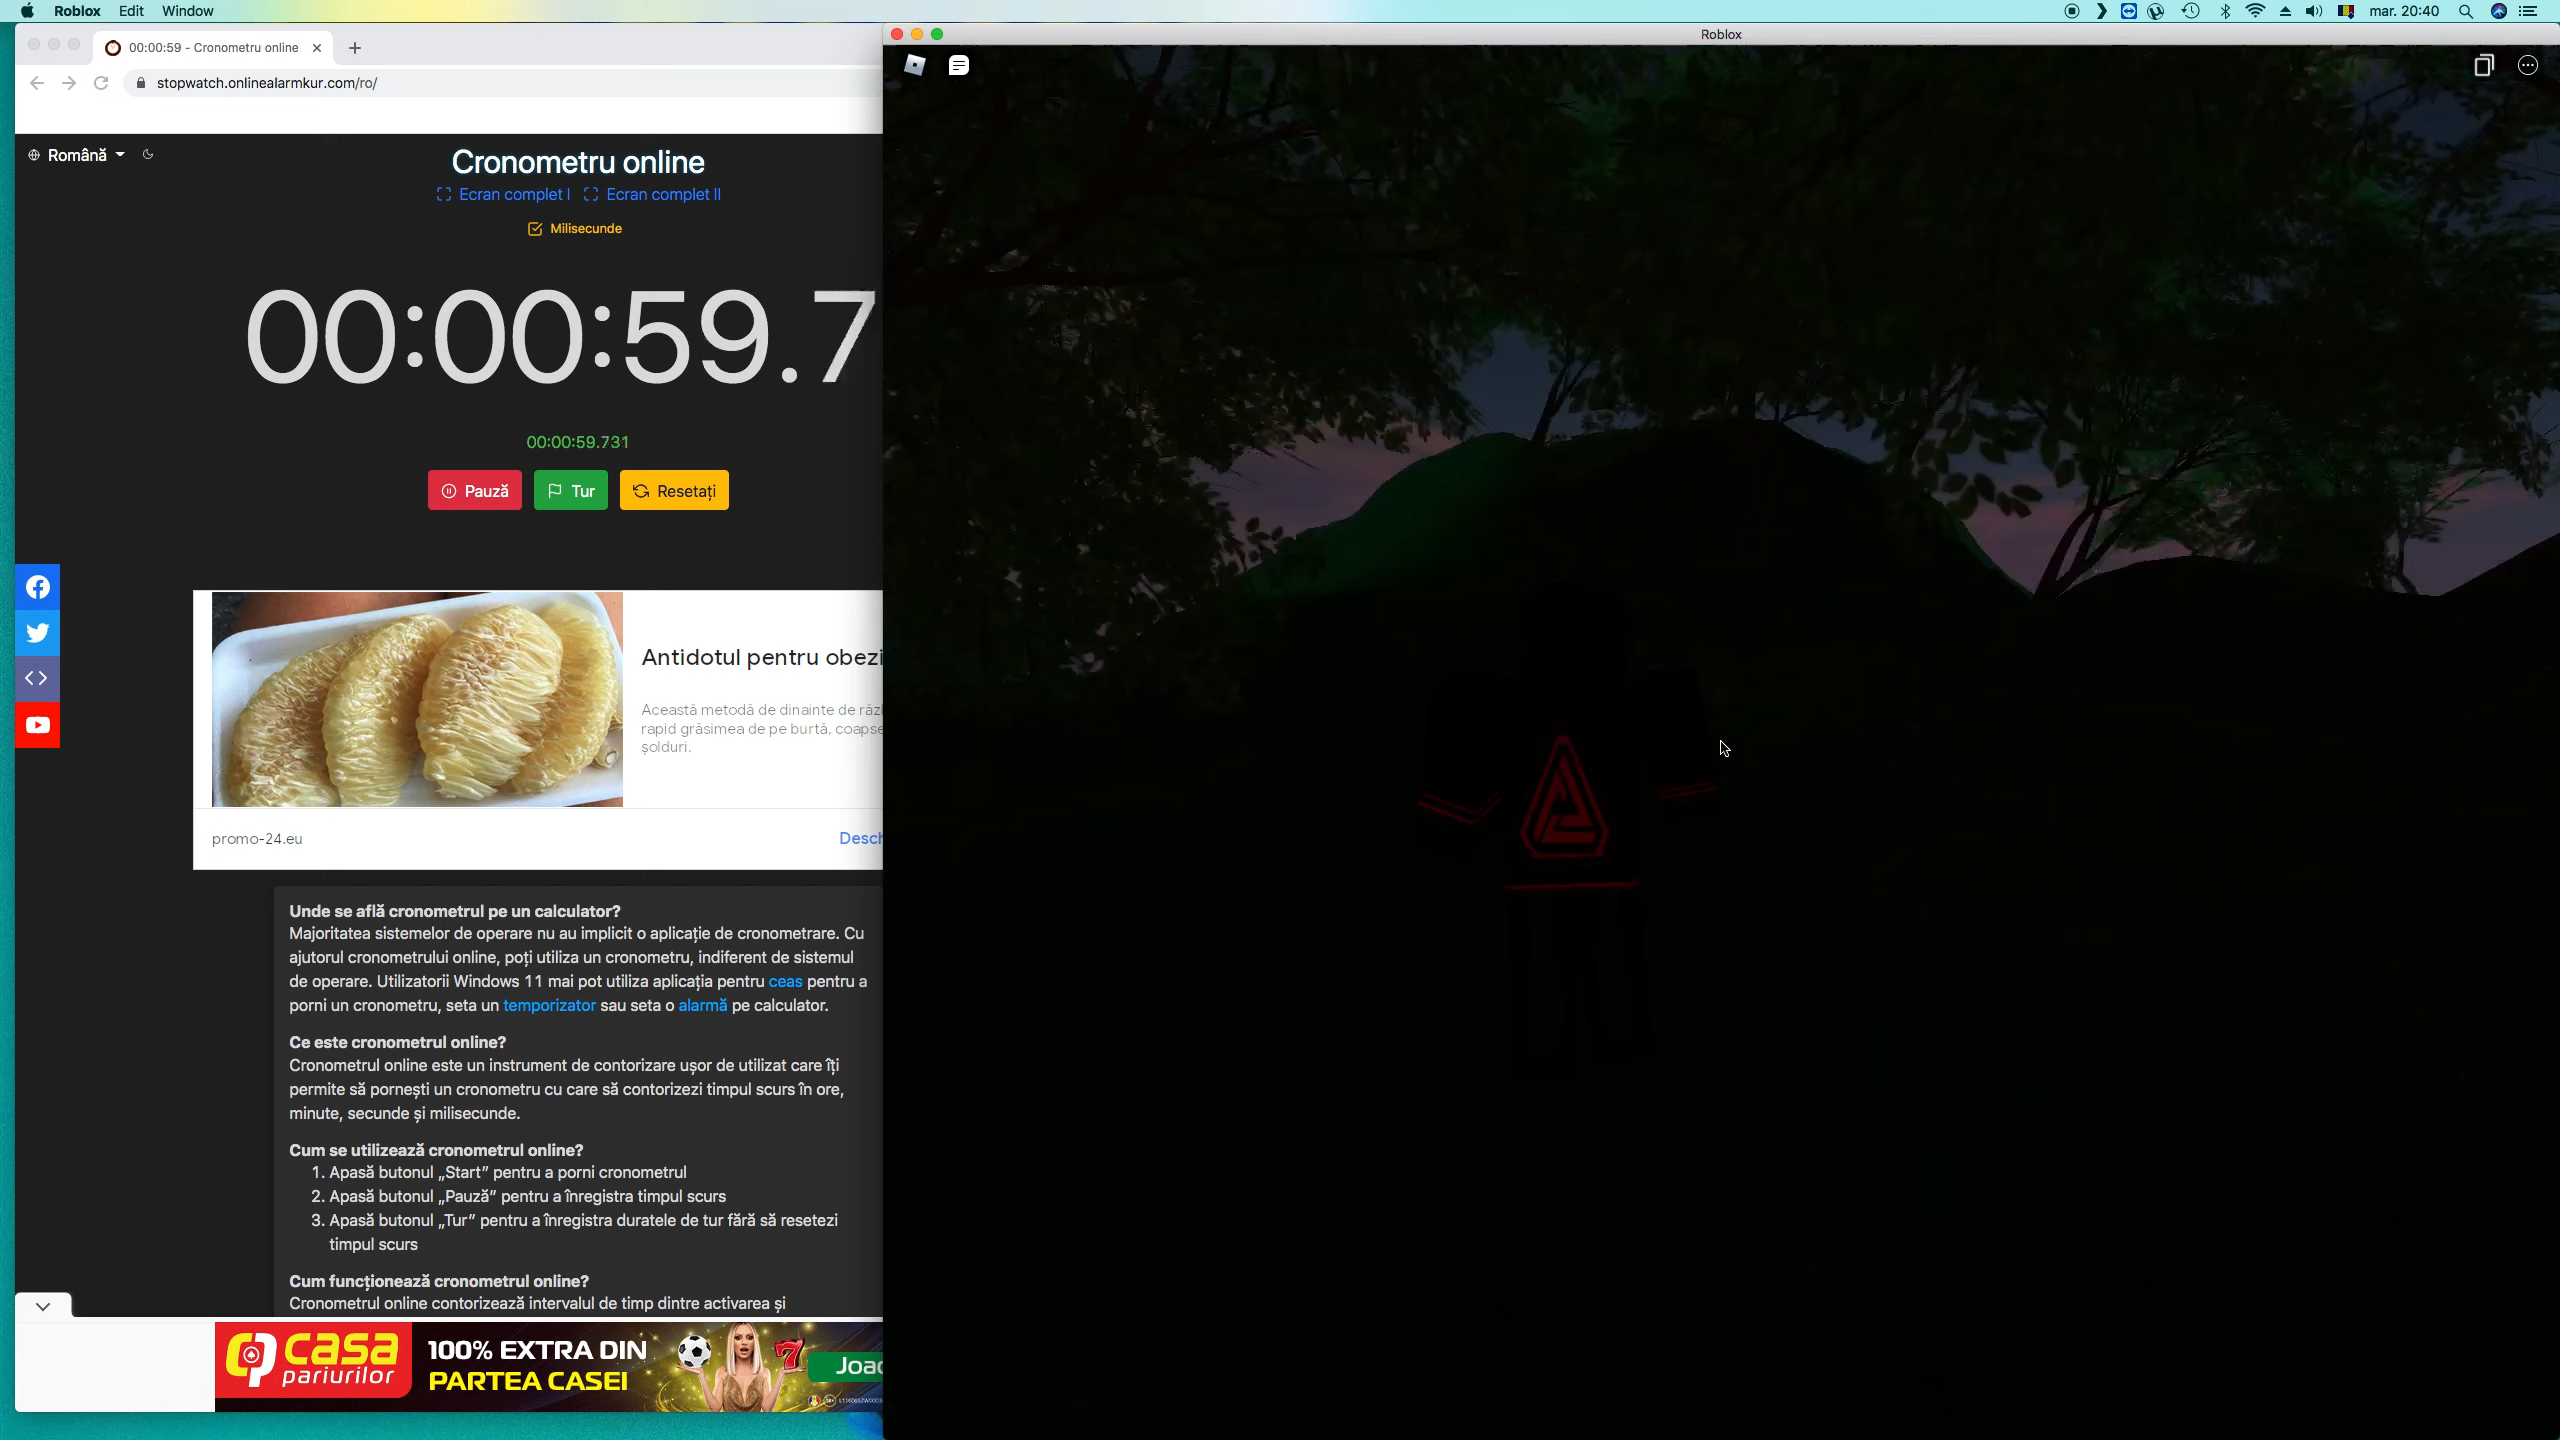 Roblox Edit Window
mar. 20:40
00:00:59 - Cronometru online
Roblox
stopwatch.onlinealarmkur.com/ro/
Română
Cronometru online
Ecran complet I Ecran complet II
Milisecunde
00:00:59.7
00:00:59.731
Pauză Tur Resetați
Antidotul pentru obezi
Această metodă de dinainte de răz
rapid grăsimea de pe burtă, coapse
șolduri.
promo-24.eu
Desch
Unde se află cronometrul pe un calculator?
Majoritatea sistemelor de operare nu au implicit o aplicație de cronometrare. Cu
ajutorul cronometrului online, poți utiliza un cronometru, indiferent de sistemul
de operare. Utilizatorii Windows 11 mai pot utiliza aplicația pentru ceas pentru a
porni un cronometru, seta un temporizator sau seta o alarmă pe calculator.
Ce este cronometrul online?
Cronometrul online este un instrument de contorizare ușor de utilizat care îți
permite să pornești un cronometru cu care să contorizezi timpul scurs în ore,
minute, secunde și milisecunde.
Cum se utilizează cronometrul online?
1. Apasă butonul „Start” pentru a porni cronometrul
2. Apasă butonul „Pauză” pentru a înregistra timpul scurs
3. Apasă butonul „Tur” pentru a înregistra duratele de tur fără să resetezi
timpul scurs
Cum funcționează cronometrul online?
Cronometrul online contorizează intervalul de timp dintre activarea și
casa
pariurilor
100% EXTRA DIN
PARTEA CASEI
7
Joac